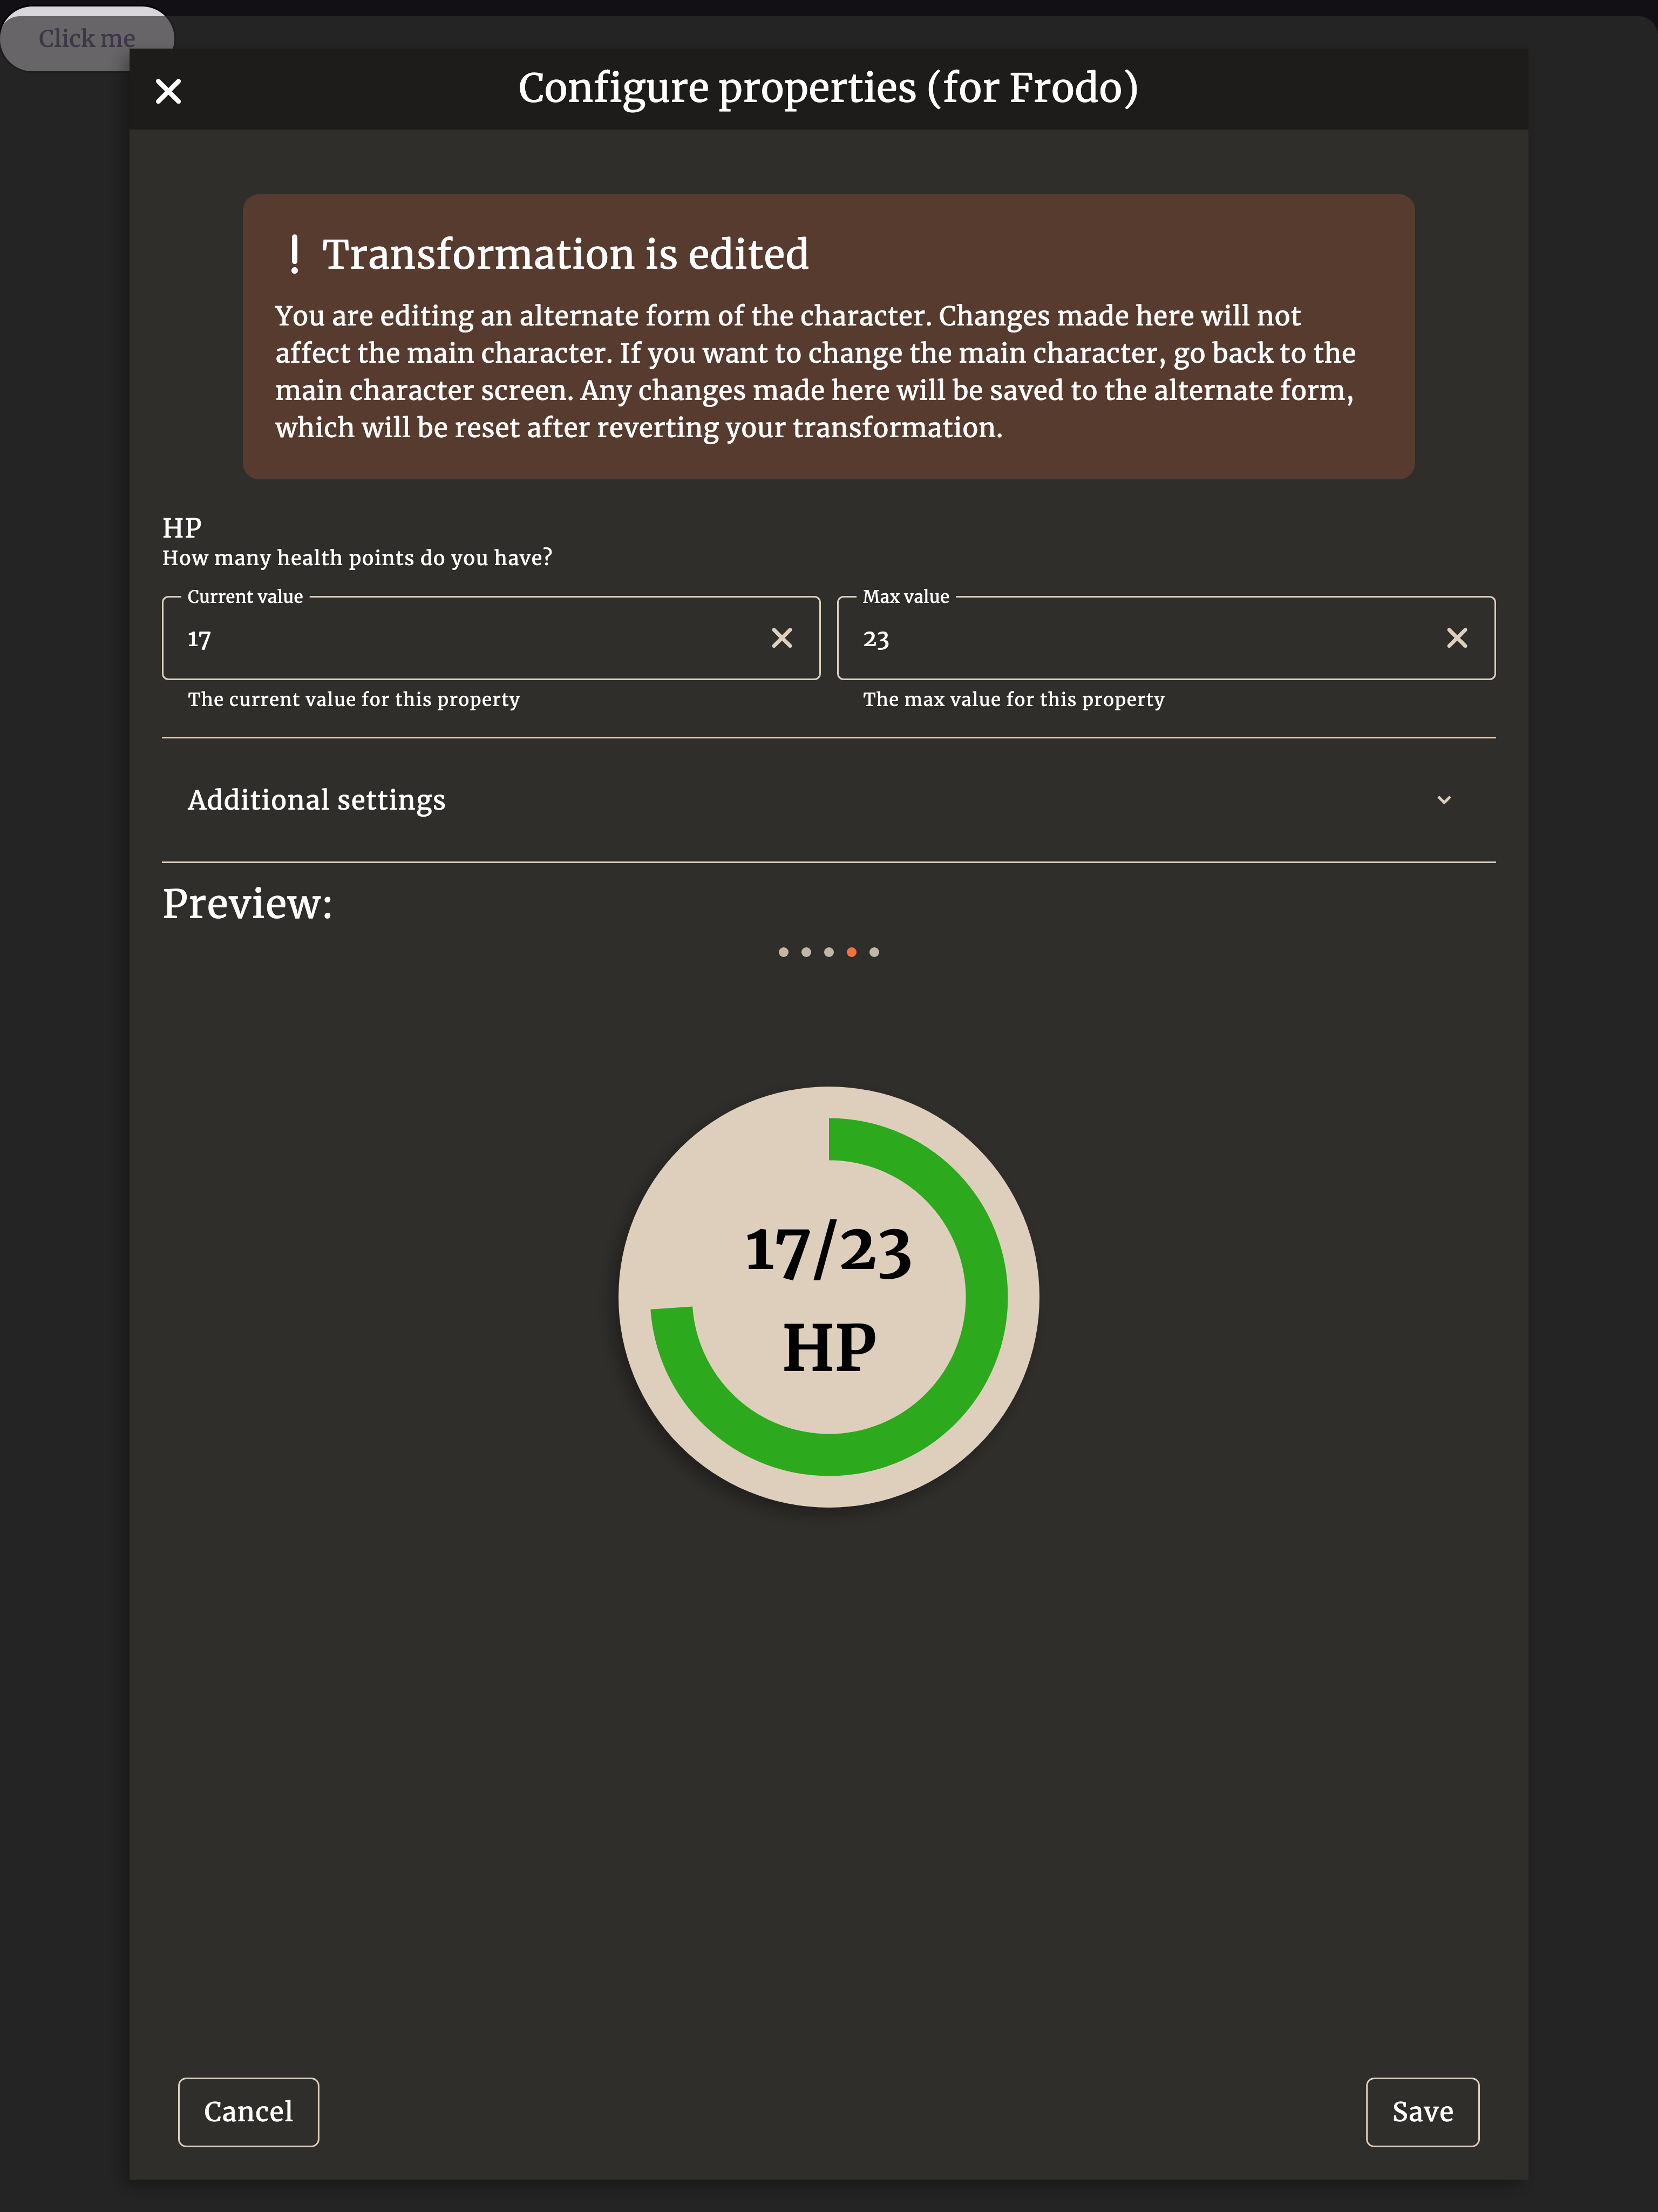 Click me
Configure properties (for Frodo)
! Transformation is edited
You are editing an alternate form of the character. Changes made here will not
affect the main character. If you want to change the main character, go back to the
main character screen. Any changes made here will be saved to the alternate form,
which will be reset after reverting your transformation.
HP
How many health points do you have?
Current value
17
The current value for this property
Max value
23
The max value for this property
Additional settings
Preview:
17/23
HP
Cancel
Save